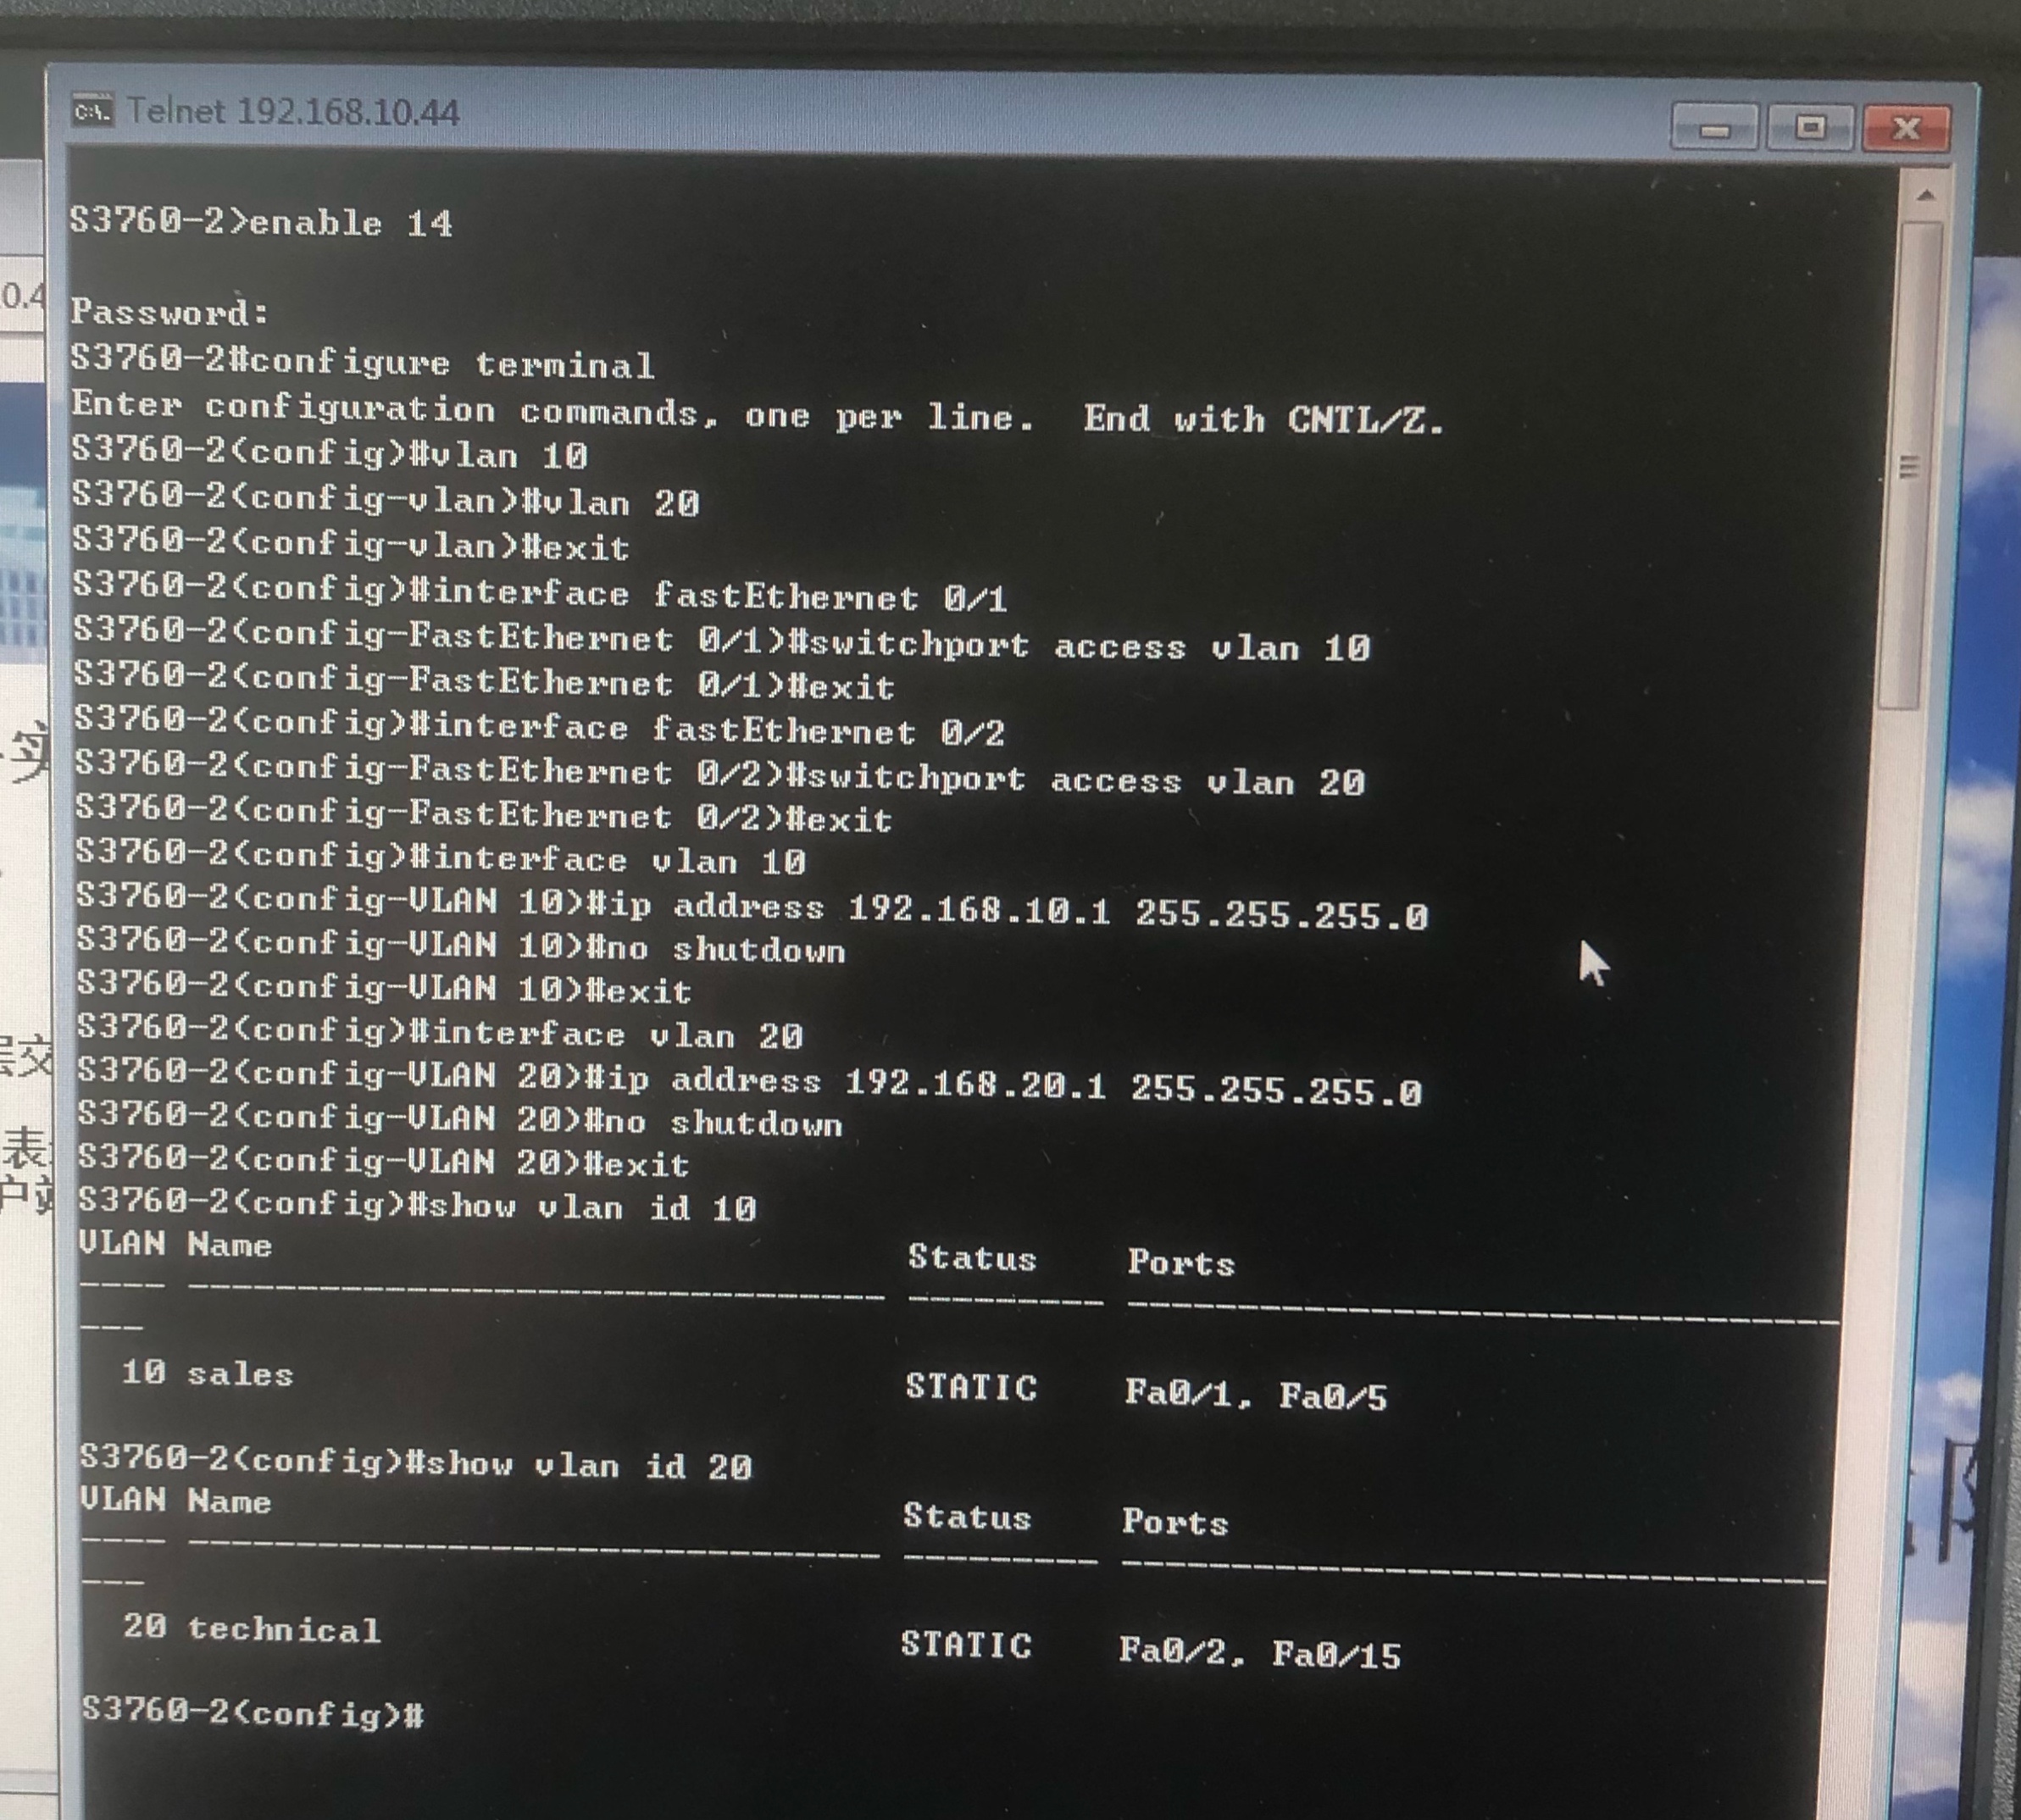 Telnet 192.168.10.44
S3760-2>enable 14
Password:
S3760-2#configure terminal
Enter configuration commands, one per line.  End with CNTL/Z.
S3760-2(config)#vlan 10
S3760-2(config-vlan)#vlan 20
S3760-2(config-vlan)#exit
S3760-2(config)#interface fastEthernet 0/1
S3760-2(config-FastEthernet 0/1)#switchport access vlan 10
S3760-2(config-FastEthernet 0/1)#exit
S3760-2(config)#interface fastEthernet 0/2
S3760-2(config-FastEthernet 0/2)#switchport access vlan 20
S3760-2(config-FastEthernet 0/2)#exit
S3760-2(config)#interface vlan 10
S3760-2(config-VLAN 10)#ip address 192.168.10.1 255.255.255.0
S3760-2(config-VLAN 10)#no shutdown
S3760-2(config-VLAN 10)#exit
S3760-2(config)#interface vlan 20
S3760-2(config-VLAN 20)#ip address 192.168.20.1 255.255.255.0
S3760-2(config-VLAN 20)#no shutdown
S3760-2(config-VLAN 20)#exit
S3760-2(config)#show vlan id 10
VLAN Name Status Ports
---- -------------------------------- --------- ---------------------------------
---
10 sales STATIC Fa0/1, Fa0/5
S3760-2(config)#show vlan id 20
VLAN Name Status Ports
---- -------------------------------- --------- ---------------------------------
---
20 technical STATIC Fa0/2, Fa0/15
S3760-2(config)#
0.4
实
交
表
户